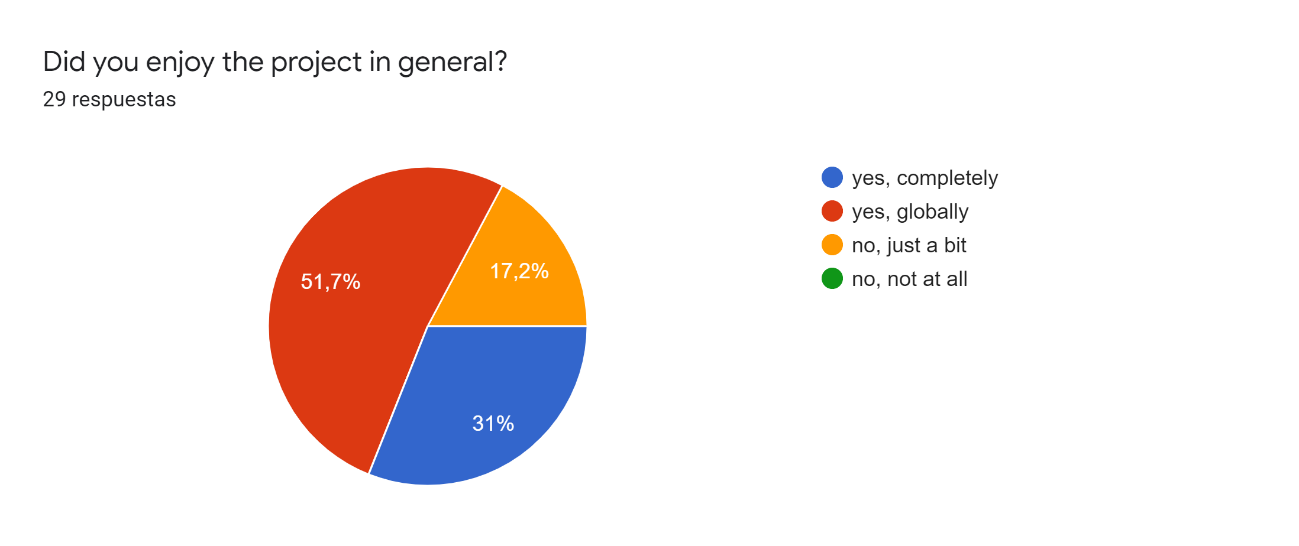 Did you enjoy the project in general?
29 respuestas
51,7%
17,2%
31%
yes, completely
yes, globally
no, just a bit
no, not at all